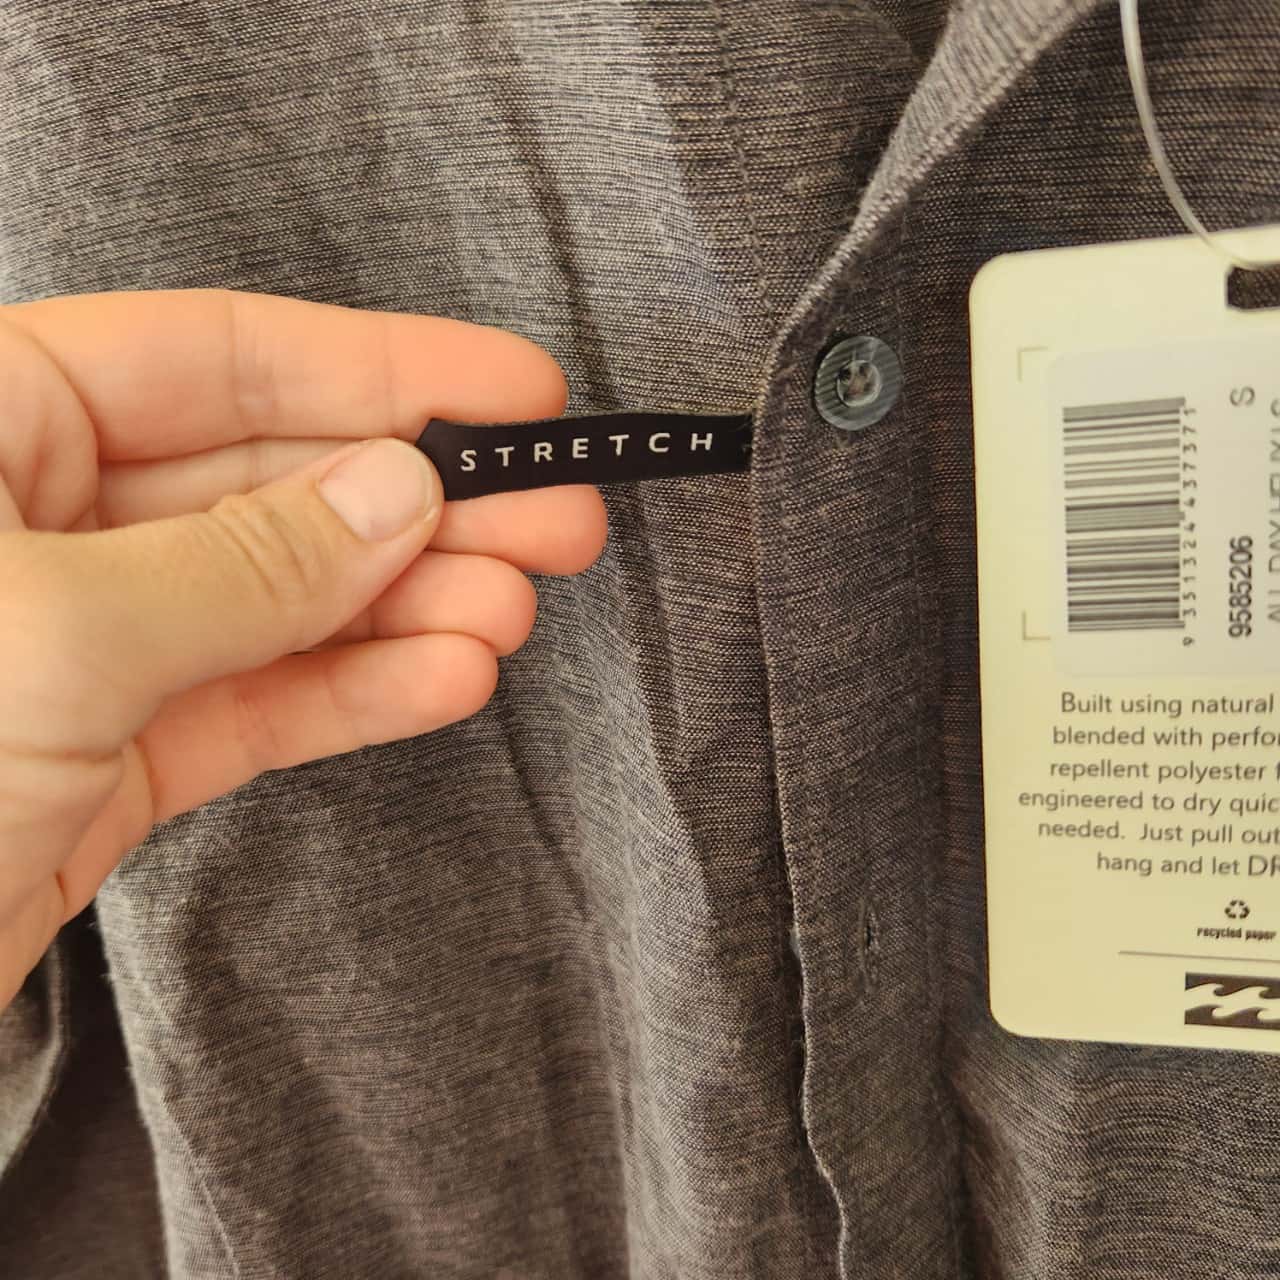 STRETCH
S
9 351324 437371
9585206
Built using natural
blended with perfor
repellent polyester f
engineered to dry quic
needed. Just pull out
hang and let DR
recycled paper